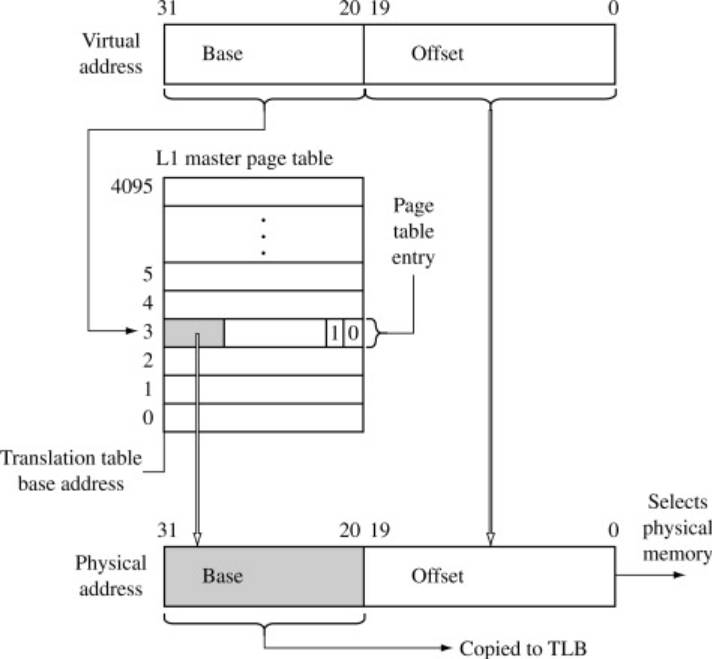 31 20 19 0
Virtual
address
Base Offset
L1 master page table
4095
Page
table
entry
5
4
3 1 0
2
1
0
Translation table
base address
31 20 19 0
Selects
physical
memory
Physical
address
Base Offset
Copied to TLB